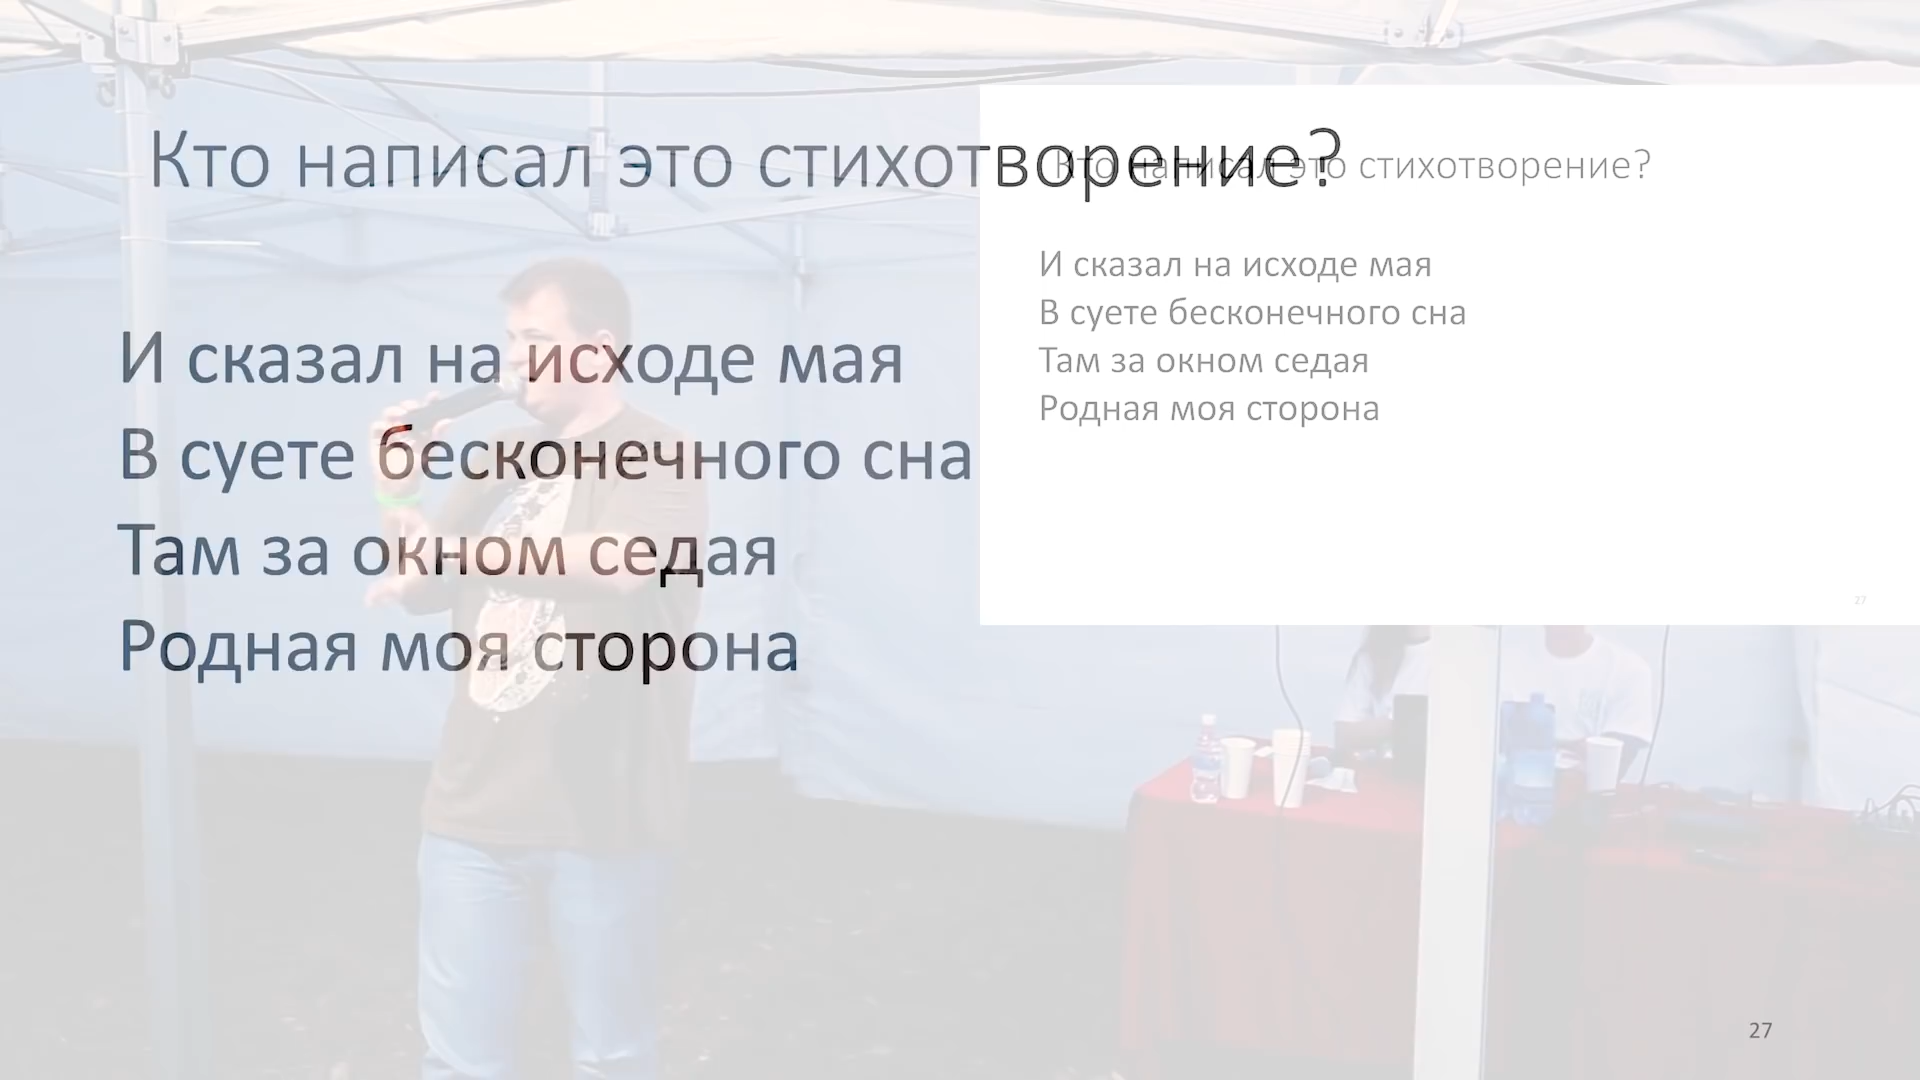 Кто написал это стихотворение?
И сказал на исходе мая
В суете бесконечного сна
Там за окном седая
Родная моя сторона
27
Кто написал это стихотворение?
И сказал на исходе мая
В суете бесконечного сна
Там за окном седая
Родная моя сторона
27